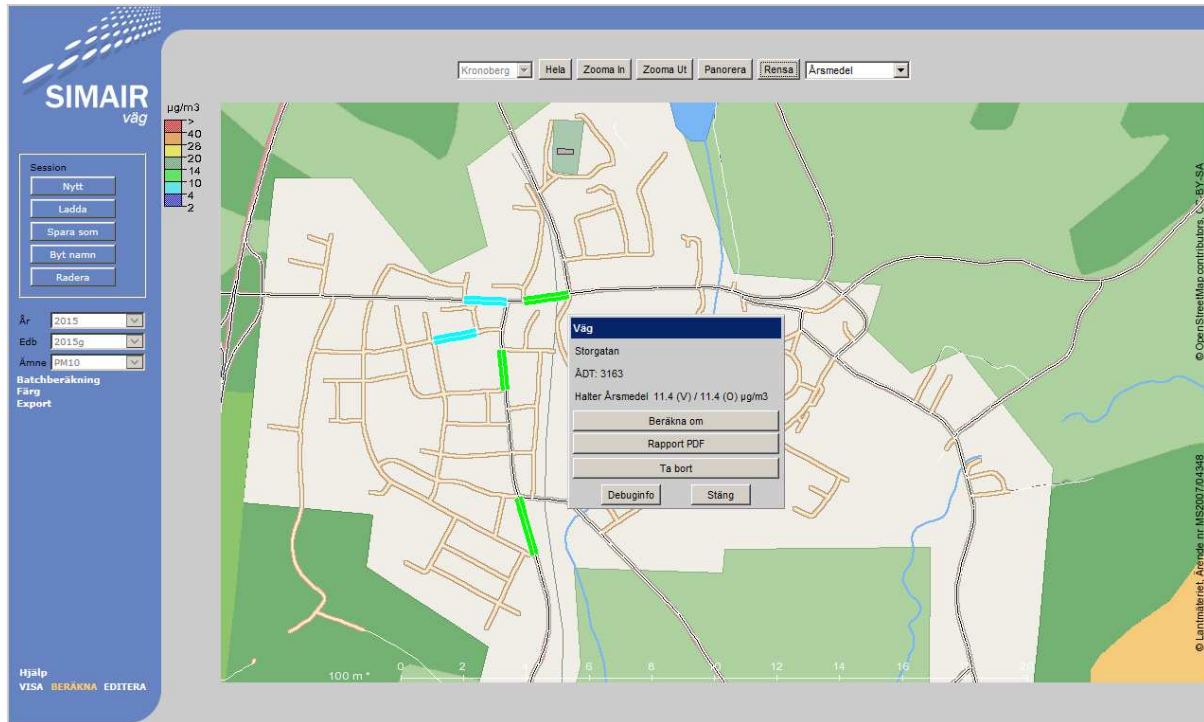 SIMAIR
väg
Session
Nytt
Ladda
Spara som
Byt namn
Radera
År 2015
Edb 2015g
Ämne PM10
Batchberäkning
Färg
Export
Hjälp
VISA BERÄKNA EDITERA
Kronoberg Hela Zooma In Zooma Ut Panorera Rensa Årsmedel
µg/m3
>
40
26
20
14
10
4
2
Väg
Storgatan
ÅDT: 3163
Halter Årsmedel 11.4 (V) / 11.4 (O) µg/m3
Beräkna om
Rapport PDF
Ta bort
Debuginfo Stäng
100 m * 0 2 4 6 8 10 12 14 16 18 20
© OpenStreetMap contributors, CC-BY-SA
© Lantmäteriet, Ärende nr MS2007/04348